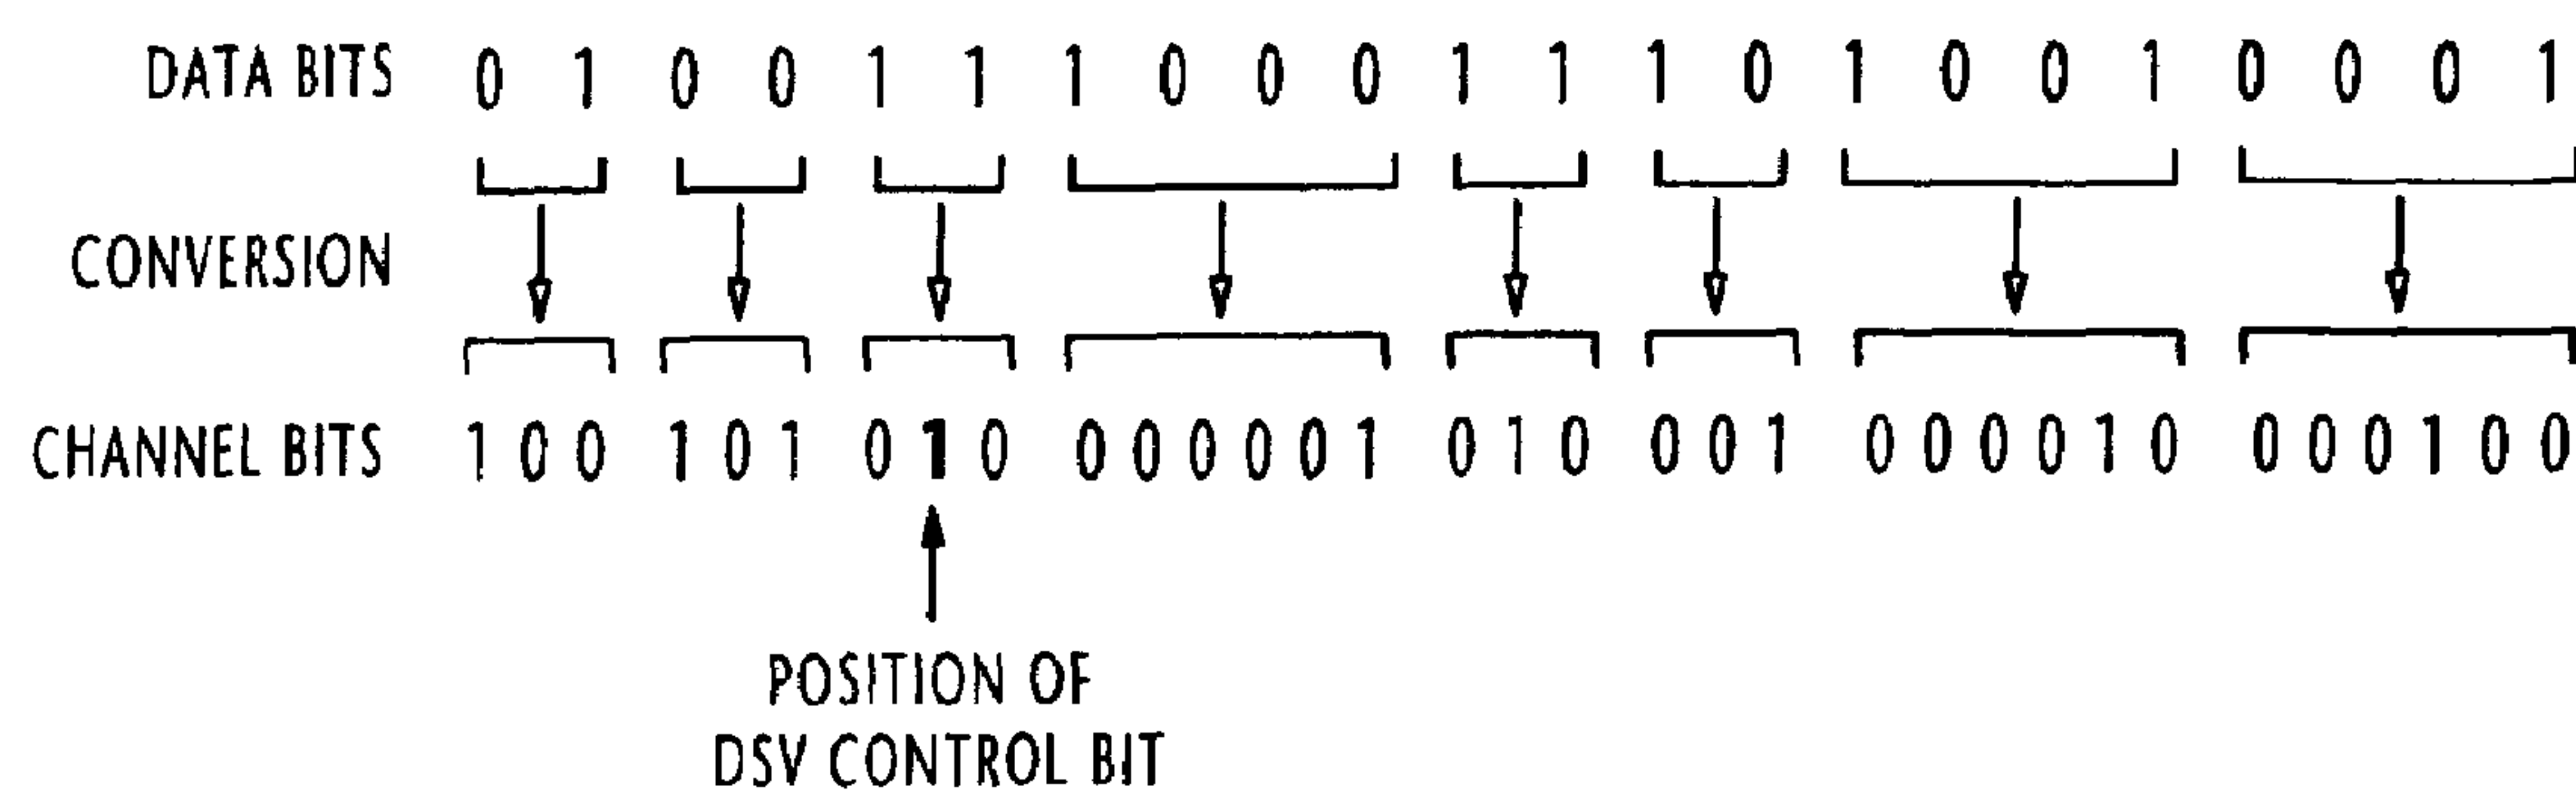 DATA BITS 0 1 0 0 1 1 1 0 0 0 1 1 1 0 1 0 0 1 0 0 0 1
CONVERSION
CHANNEL BITS 1 0 0 1 0 1 0 1 0 0 0 0 0 0 1 0 1 0 0 0 1 0 0 0 0 1 0 0 0 0 1 0 0
POSITION OF
DSV CONTROL BIT